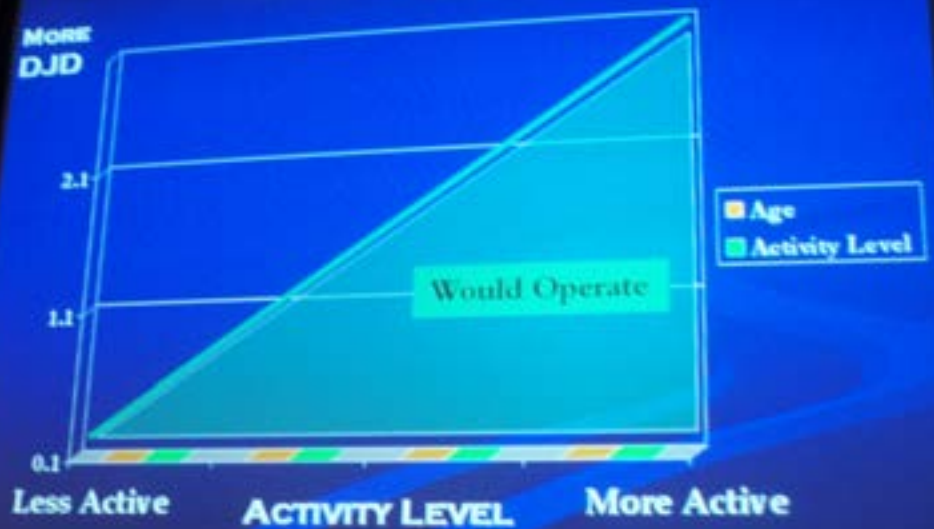 MORE
DJD
2.1
1.1
0.1
Would Operate
Age
Activity Level
Less Active
ACTIVITY LEVEL
More Active